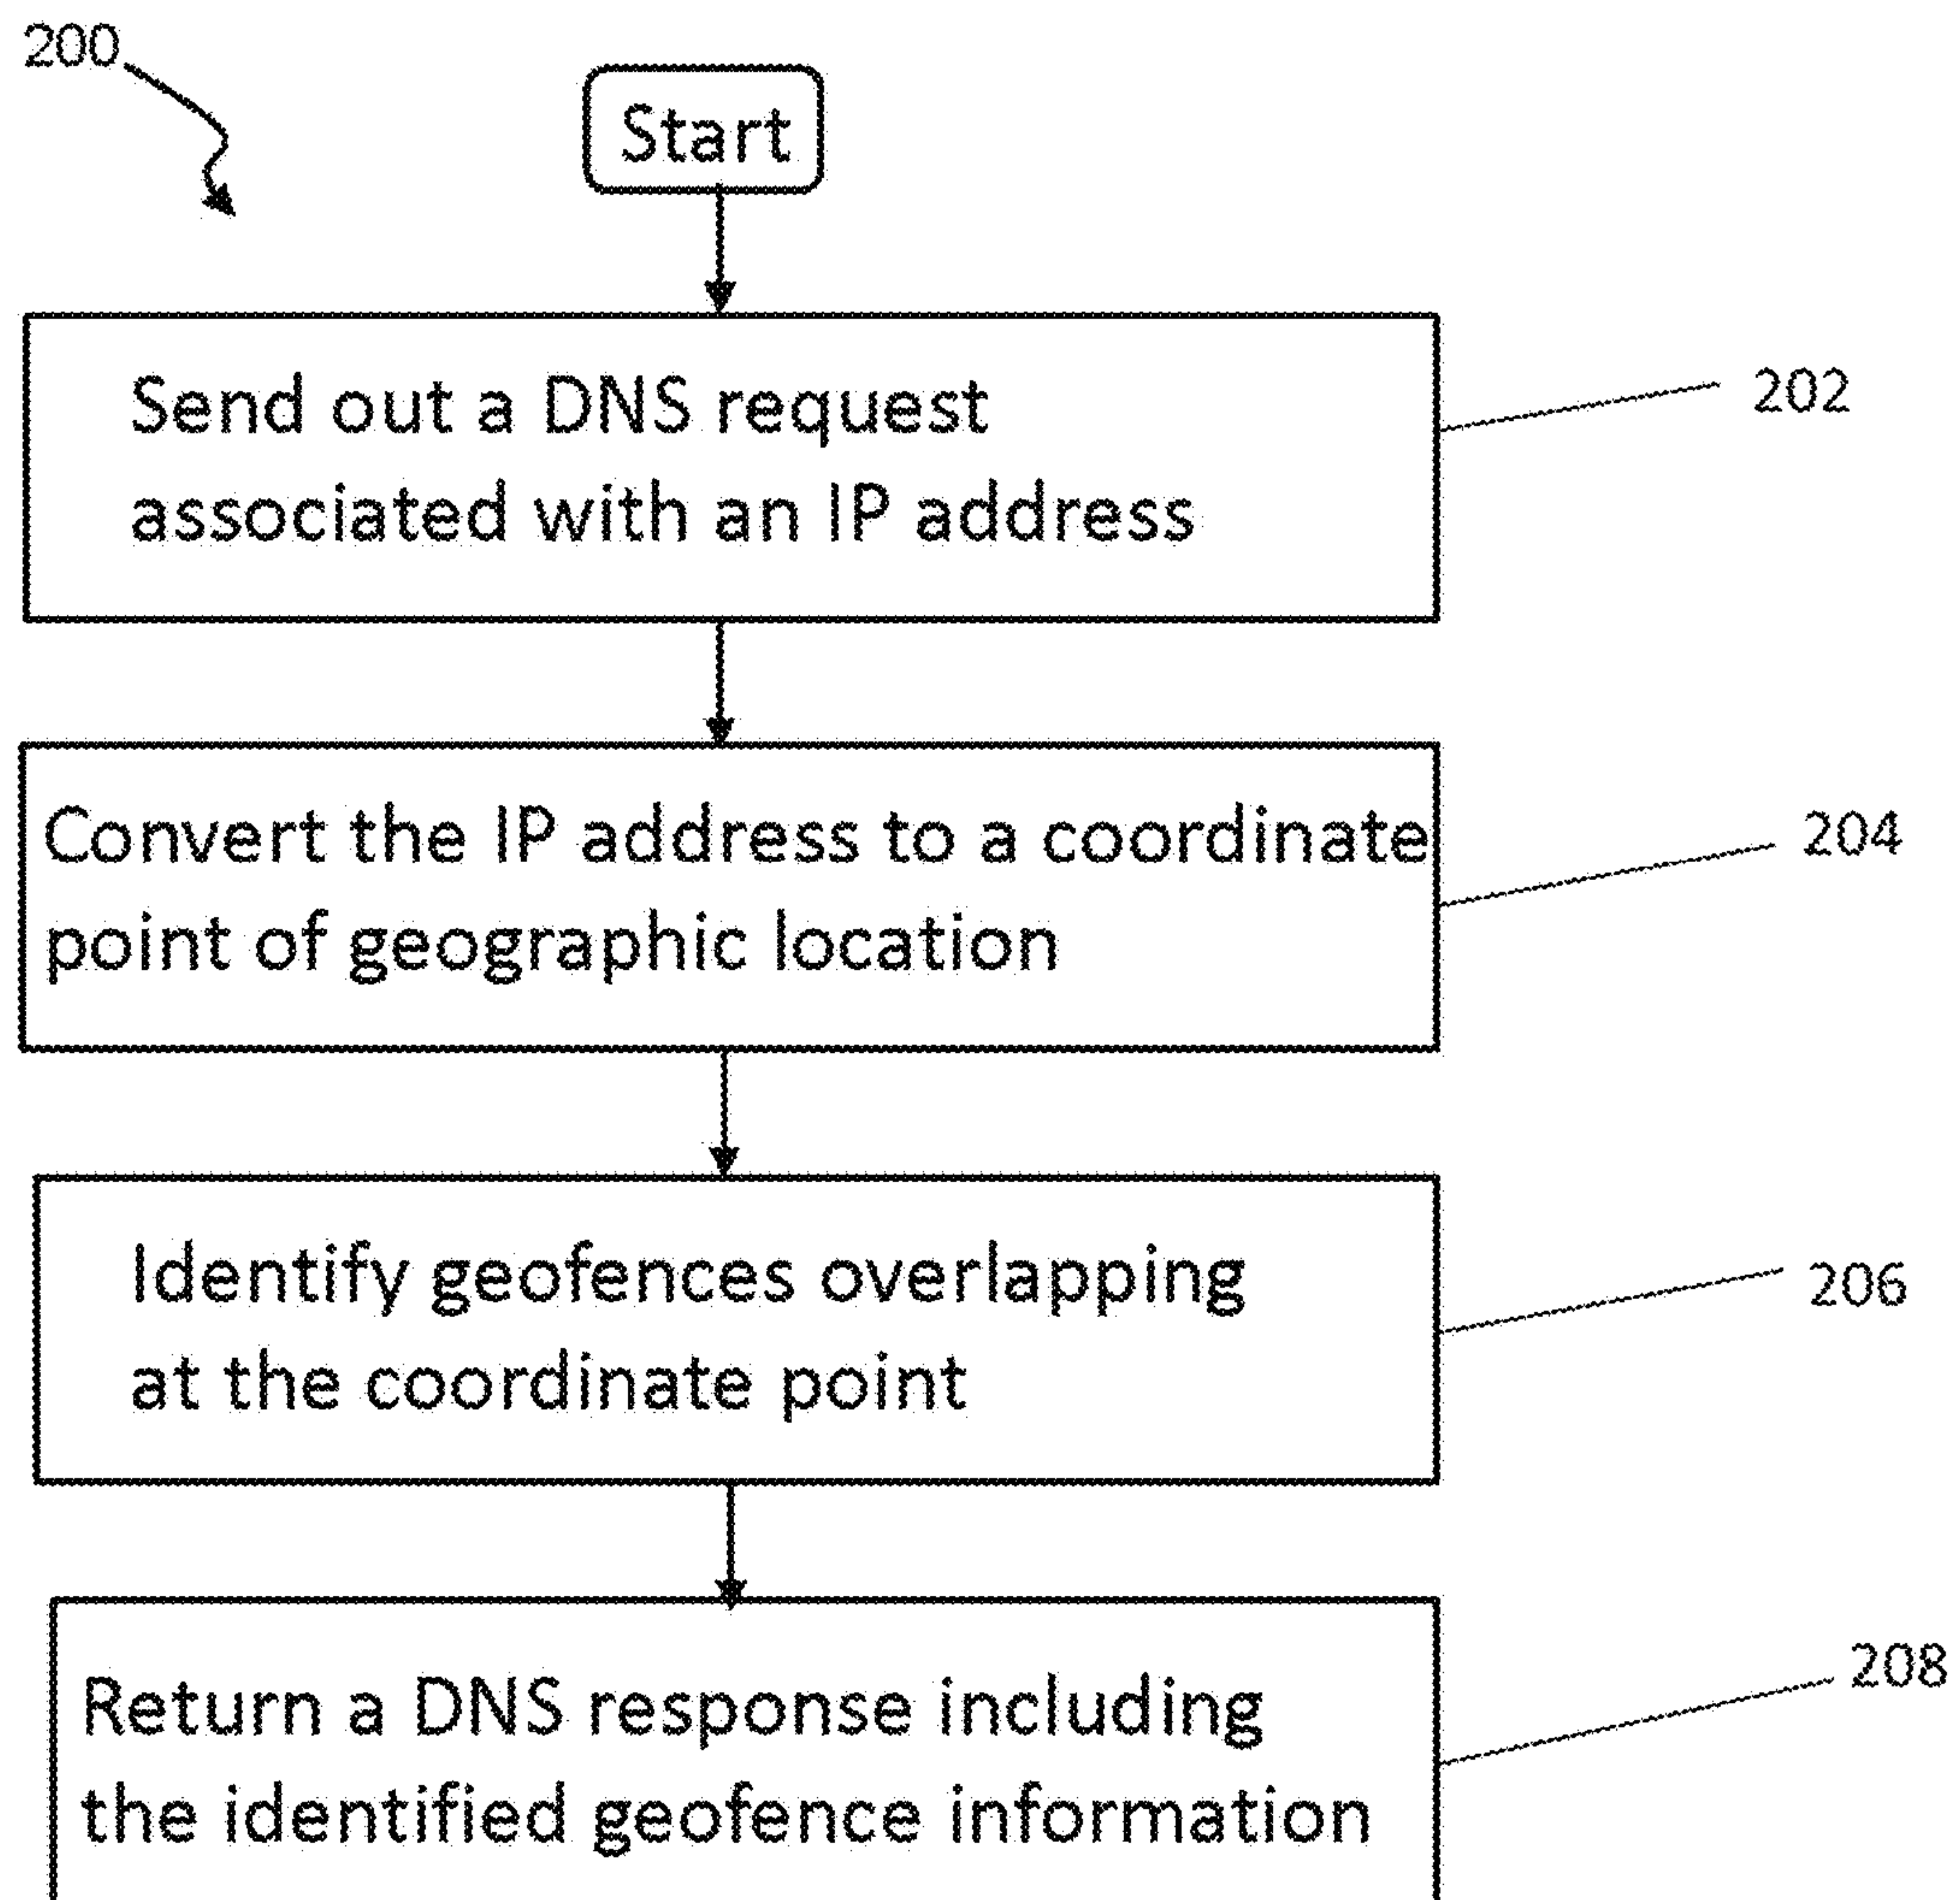 200
Start
Send out a DNS request
associated with an IP address
202
Convert the IP address to a coordinate
point of geographic location
204
Identify geofences overlapping
at the coordinate point
206
Return a DNS response including
the identified geofence information
208